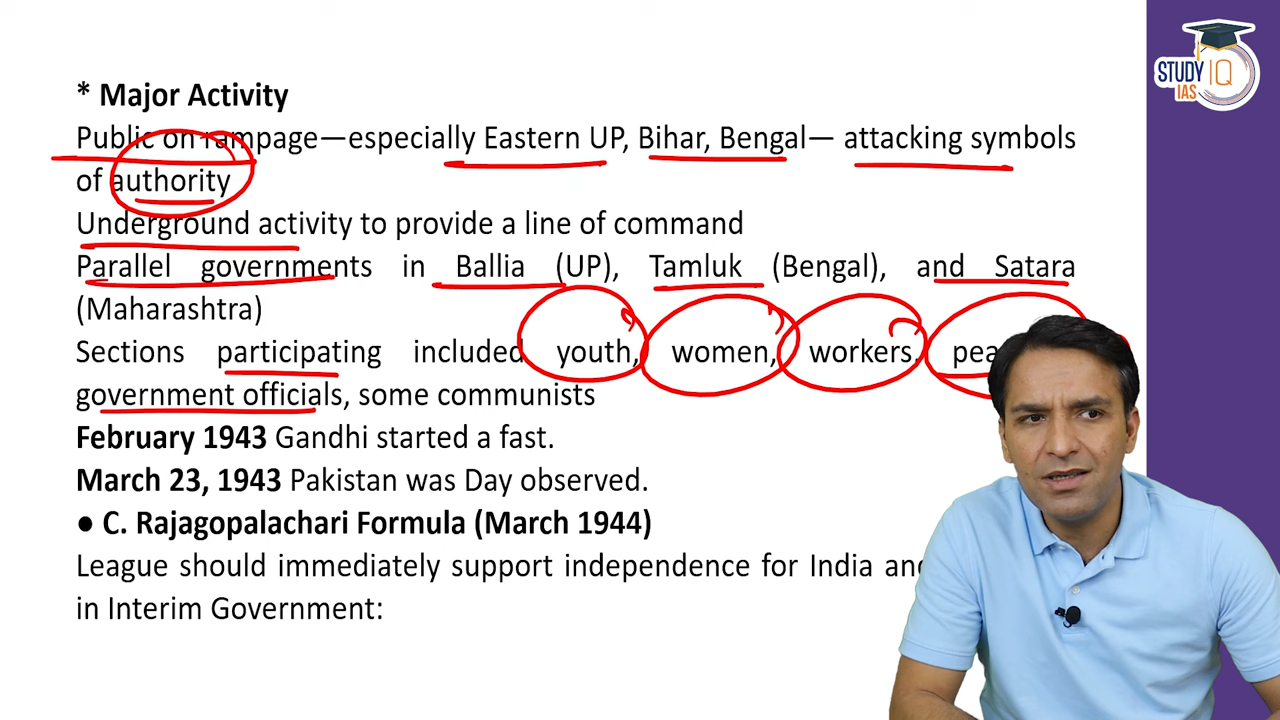 * Major Activity
Public on rampage—especially Eastern UP, Bihar, Bengal— attacking symbols
of authority
Underground activity to provide a line of command
Parallel governments in Ballia (UP), Tamluk (Bengal), and Satara
(Maharashtra)
Sections participating included youth, women, workers,
government officials, some communists
February 1943 Gandhi started a fast.
March 23, 1943 Pakistan was Day observed.
● C. Rajagopalachari Formula (March 1944)
League should immediately support independence for India
in Interim Government:
STUDY IQ
IAS